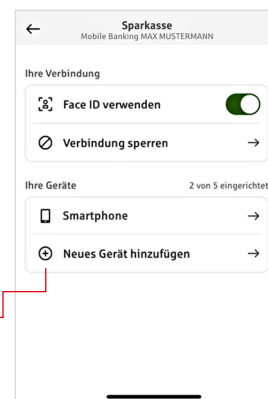 Sparkasse
Mobile Banking MAX MUSTERMANN
Ihre Verbindung
Face ID verwenden
Verbindung sperren
Ihre Geräte 2 von 5 eingerichtet
Smartphone
Neues Gerät hinzufügen